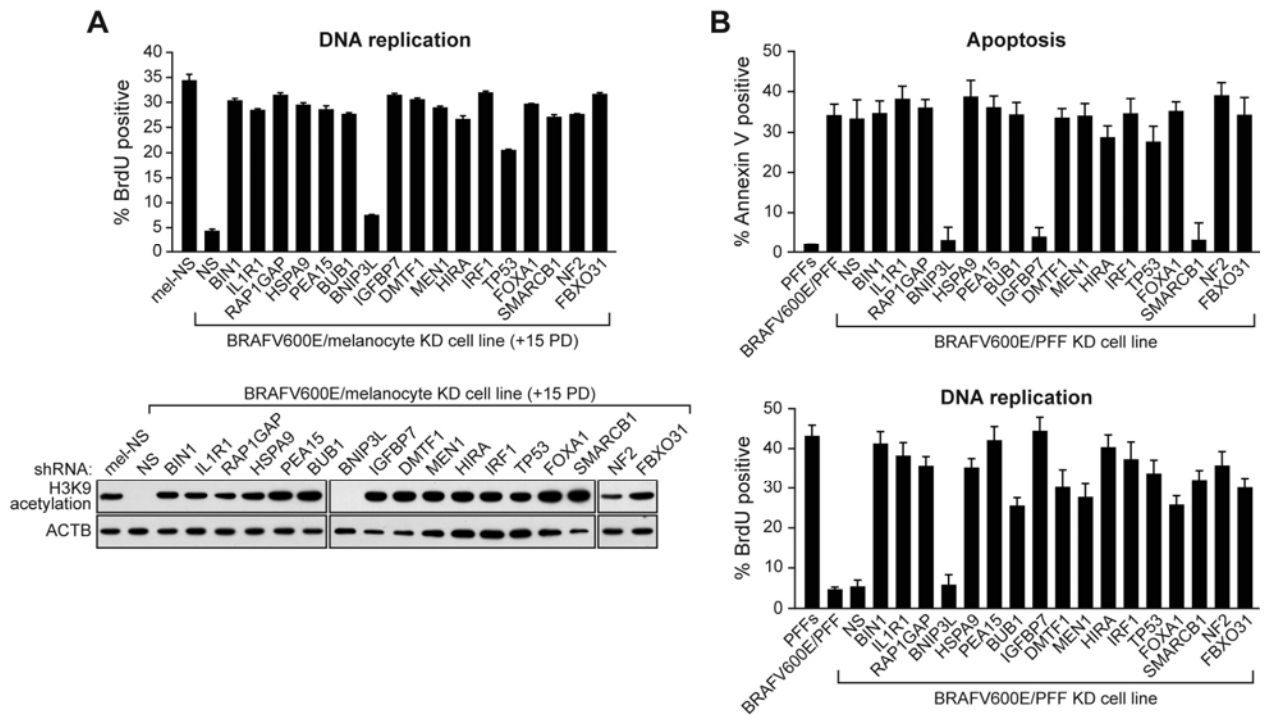 A
DNA replication
% BrdU positive
40
35
30
25
20
15
10
5
0
mel-NS
NS
BIN1
IL1R1
RAP1GAP
HSPA9
PEA15
BUB1
BNIP3L
IGFBP7
DMTF1
MEN1
HIRA
IRF1
TP53
FOXA1
SMARCB1
NF2
FBXO31
BRAFV600E/melanocyte KD cell line (+15 PD)
BRAFV600E/melanocyte KD cell line (+15 PD)
shRNA:
mel-NS
NS
BIN1
IL1R1
RAP1GAP
HSPA9
PEA15
BUB1
BNIP3L
IGFBP7
DMTF1
MEN1
HIRA
IRF1
TP53
FOXA1
SMARCB1
NF2
FBXO31
H3K9
acetylation
ACTB
B
Apoptosis
% Annexin V positive
50
40
30
20
10
0
PFFs
BRAFV600E/PFF
NS
BIN1
IL1R1
RAP1GAP
BNIP3L
HSPA9
PEA15
BUB1
IGFBP7
DMTF1
MEN1
HIRA
IRF1
TP53
FOXA1
SMARCB1
NF2
FBXO31
BRAFV600E/PFF KD cell line
DNA replication
% BrdU positive
50
40
30
20
10
0
PFFs
BRAFV600E/PFF
NS
BIN1
IL1R1
RAP1GAP
BNIP3L
HSPA9
PEA15
BUB1
IGFBP7
DMTF1
MEN1
HIRA
IRF1
TP53
FOXA1
SMARCB1
NF2
FBXO31
BRAFV600E/PFF KD cell line